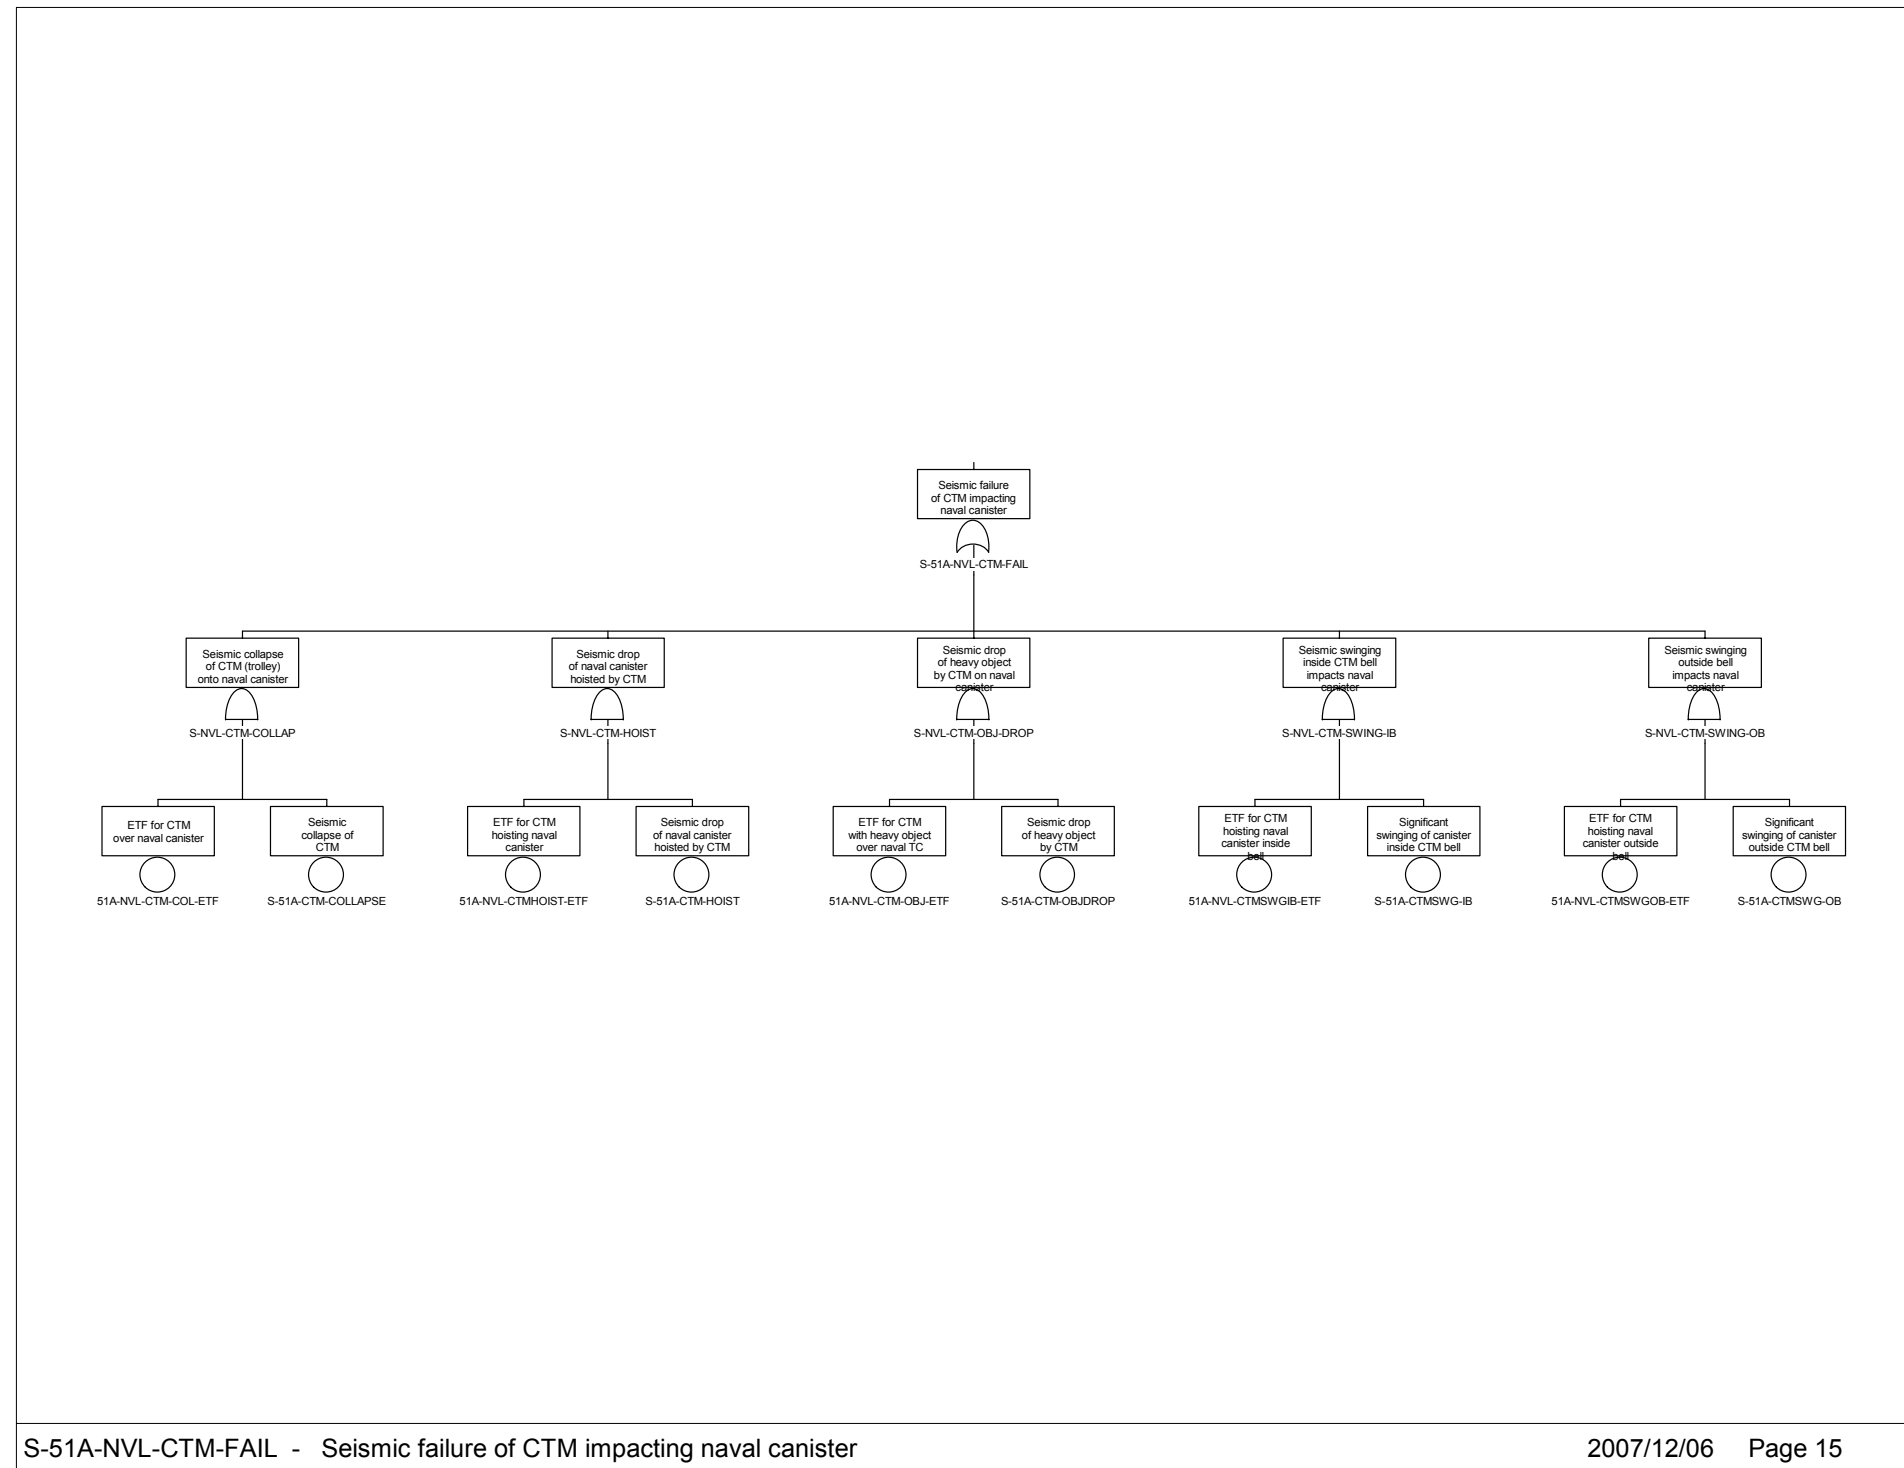 Seismic failure
of CTM impacting
naval canister
S-51A-NVL-CTM-FAIL
Seismic collapse
of CTM (trolley)
onto naval canister
S-NVL-CTM-COLLAP
Seismic drop
of naval canister
hoisted by CTM
S-NVL-CTM-HOIST
Seismic drop
of heavy object
by CTM on naval
canister
S-NVL-CTM-OBJ-DROP
Seismic swinging
inside CTM bell
impacts naval
canister
S-NVL-CTM-SWING-IB
Seismic swinging
outside bell
impacts naval
canister
S-NVL-CTM-SWING-OB
ETF for CTM
over naval canister
51A-NVL-CTM-COL-ETF
Seismic
collapse of
CTM
S-51A-CTM-COLLAPSE
ETF for CTM
hoisting naval
canister
51A-NVL-CTMHOIST-ETF
Seismic drop
of naval canister
hoisted by CTM
S-51A-CTM-HOIST
ETF for CTM
with heavy object
over naval TC
51A-NVL-CTM-OBJ-ETF
Seismic drop
of heavy object
by CTM
S-51A-CTM-OBJDROP
ETF for CTM
hoisting naval
canister inside
bell
51A-NVL-CTMSWGIB-ETF
Significant
swinging of canister
inside CTM bell
S-51A-CTMSWG-IB
ETF for CTM
hoisting naval
canister outside
bell
51A-NVL-CTMSWGOB-ETF
Significant
swinging of canister
outside CTM bell
S-51A-CTMSWG-OB
S-51A-NVL-CTM-FAIL - Seismic failure of CTM impacting naval canister 2007/12/06 Page 15